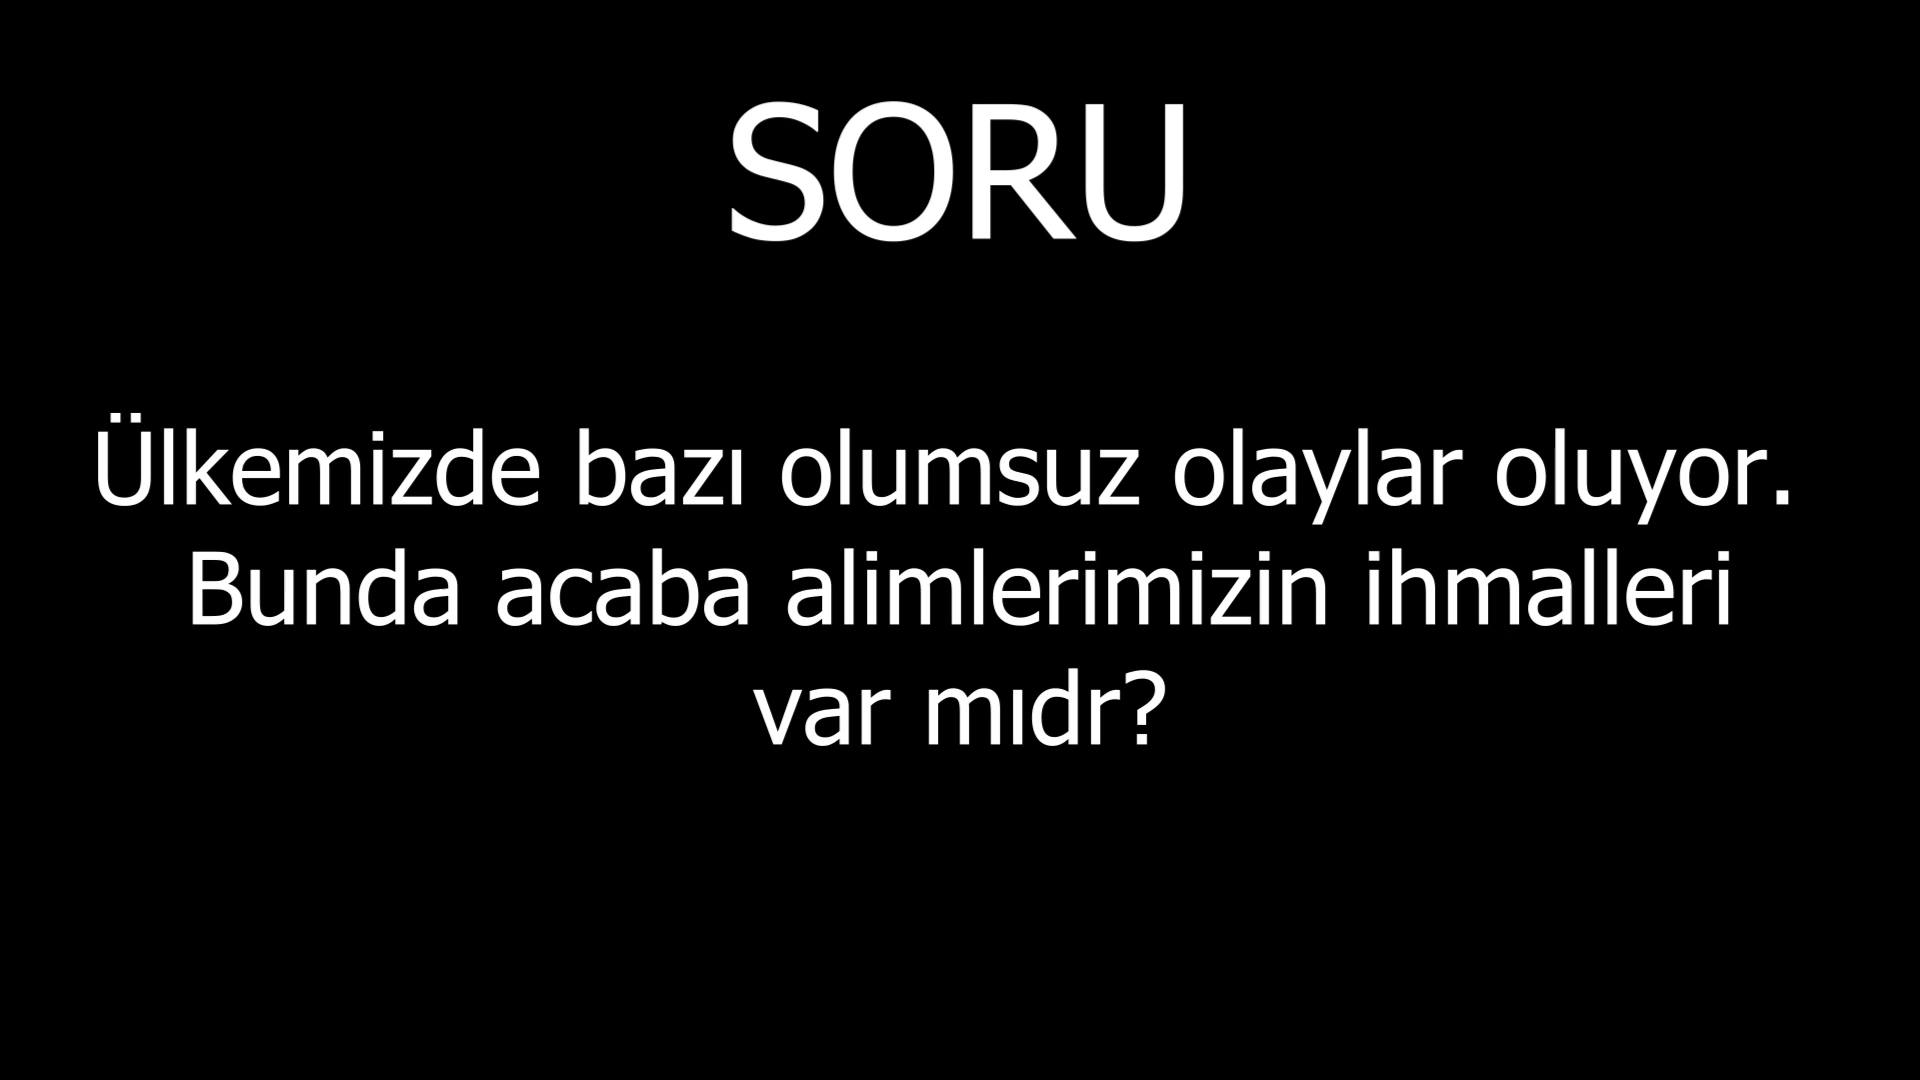 SORU
Ülkemizde bazı olumsuz olaylar oluyor.
Bunda acaba alimlerimizin ihmalleri
var mıdr?